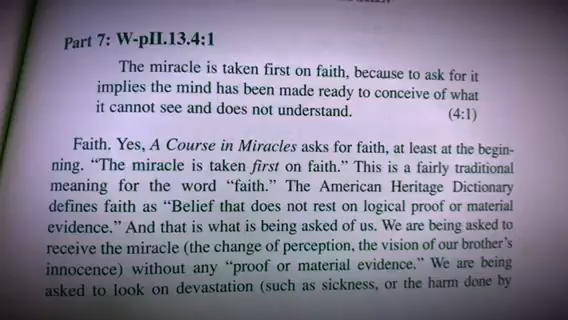 Part 7: W-pII.13.4:1
The miracle is taken first on faith, because to ask for it
implies the mind has been made ready to conceive of what
it cannot see and does not understand. (4:1)
Faith. Yes, A Course in Miracles asks for faith, at least at the begin-
ning. “The miracle is taken first on faith.” This is a fairly traditional
meaning for the word “faith.” The American Heritage Dictionary
defines faith as “Belief that does not rest on logical proof or material
evidence.” And that is what is being asked of us. We are being asked to
receive the miracle (the change of perception, the vision of our brother’s
innocence) without any “proof or material evidence.” We are being
asked to look on devastation (such as sickness, or the harm done by